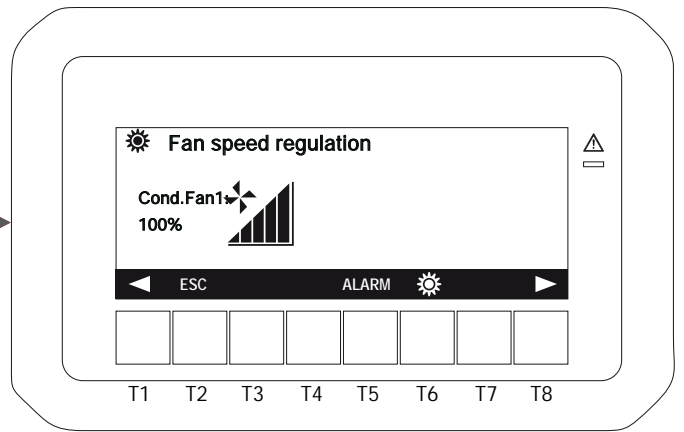 Fan speed regulation
Cond.Fan1:
100%
ESC ALARM
T1 T2 T3 T4 T5 T6 T7 T8